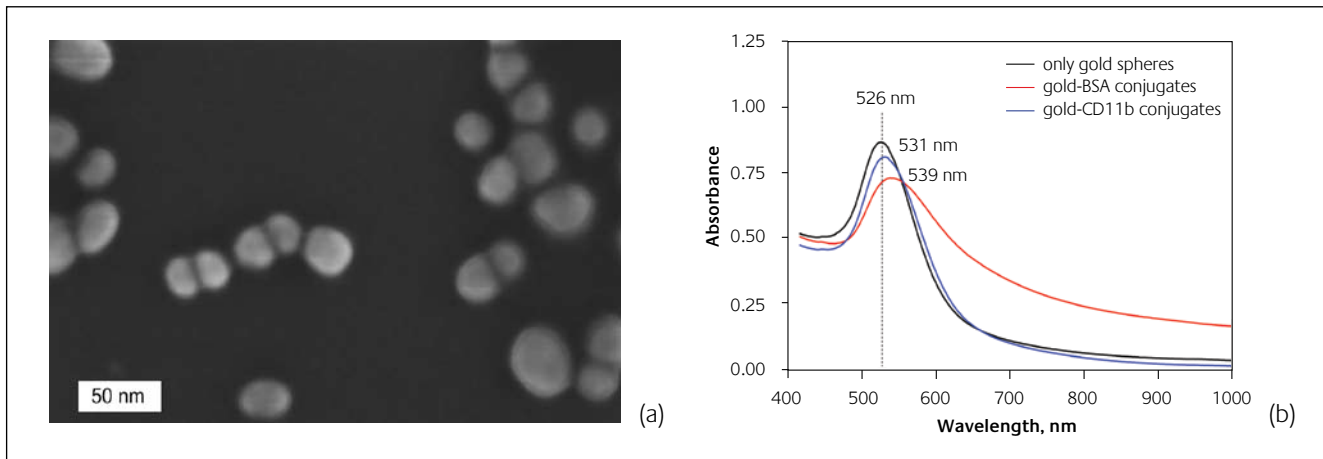 50 nm
(a)
1.25
1.00
0.75
0.50
0.25
0.00
Absorbance
only gold spheres
gold-BSA conjugates
gold-CD11b conjugates
526 nm
531 nm
539 nm
400 500 600 700 800 900 1000
Wavelength, nm
(b)